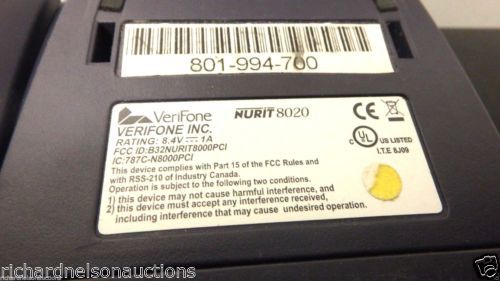 801-994-700
VeriFone
NURIT 8020
VERIFONE INC.
RATING: 8.4V 1A
FCC ID:B32NURIT8000PCI
IC:787C-N8000PCI
This device complies with Part 15 of the FCC Rules and
with RSS-210 of Industry Canada.
Operation is subject to the following two conditions.
1) this device may not cause harmful interference, and
2) this device must accept any interference received,
including interference that may cause undesired operation.
CE
C UL US LISTED
I.T.E 8J09
richardnelsonauctions